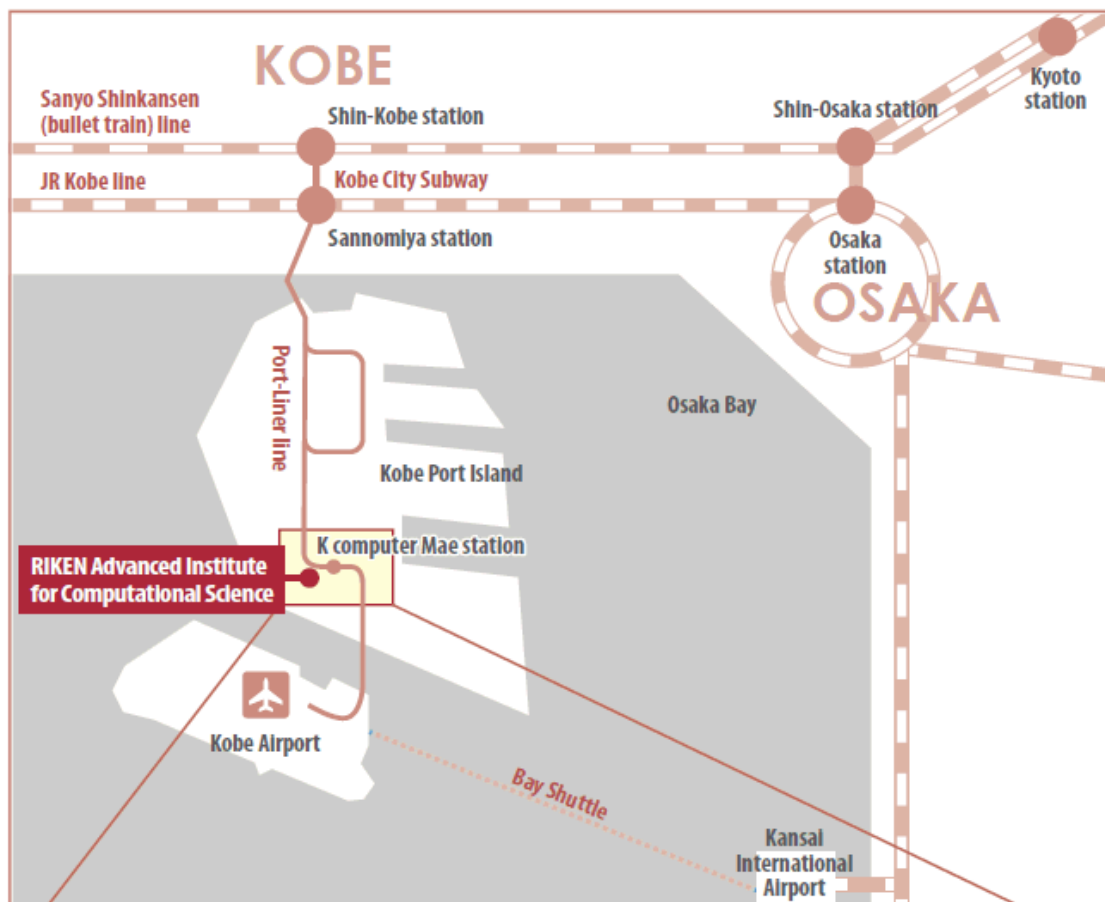 KOBE
Sanyo Shinkansen
(bullet train) line
Shin-Kobe station
Shin-Osaka station
Kyoto
station
JR Kobe line
Kobe City Subway
Sannomiya station
Osaka
station
OSAKA
Port-Liner line
Osaka Bay
Kobe Port Island
K computer Mae station
RIKEN Advanced Institute
for Computational Science
Kobe Airport
Bay Shuttle
Kansai
International
Airport